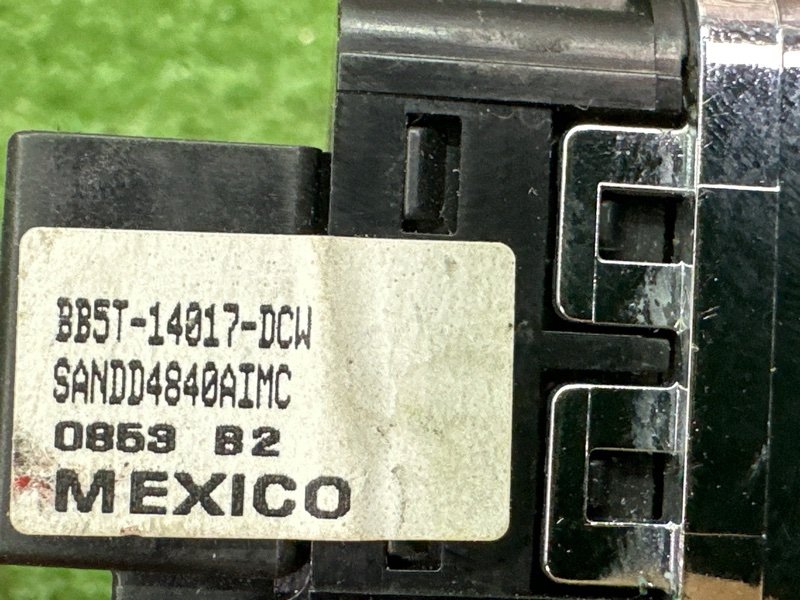 BB5T-14017-DCW
SANDD4840AIMC
0853 B2
MEXICO